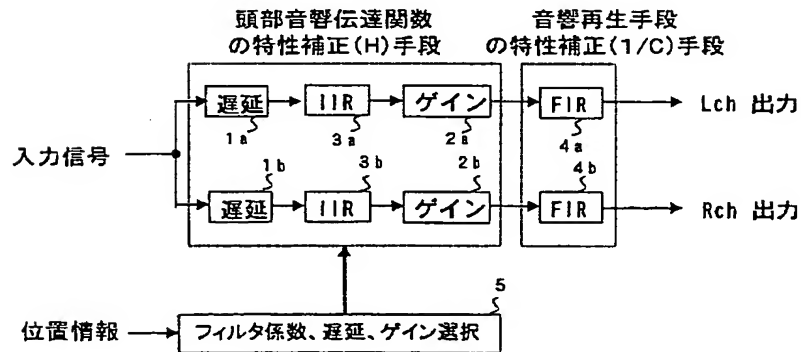 頭部音響伝達関数
の特性補正(H)手段
音響再生手段
の特性補正(1/C)手段
遅延
IIR
ゲイン
FIR
Lch 出力
1a
3a
2a
4a
入力信号
1b
3b
2b
4b
遅延
IIR
ゲイン
FIR
Rch 出力
5
位置情報
フィルタ係数、遅延、ゲイン選択